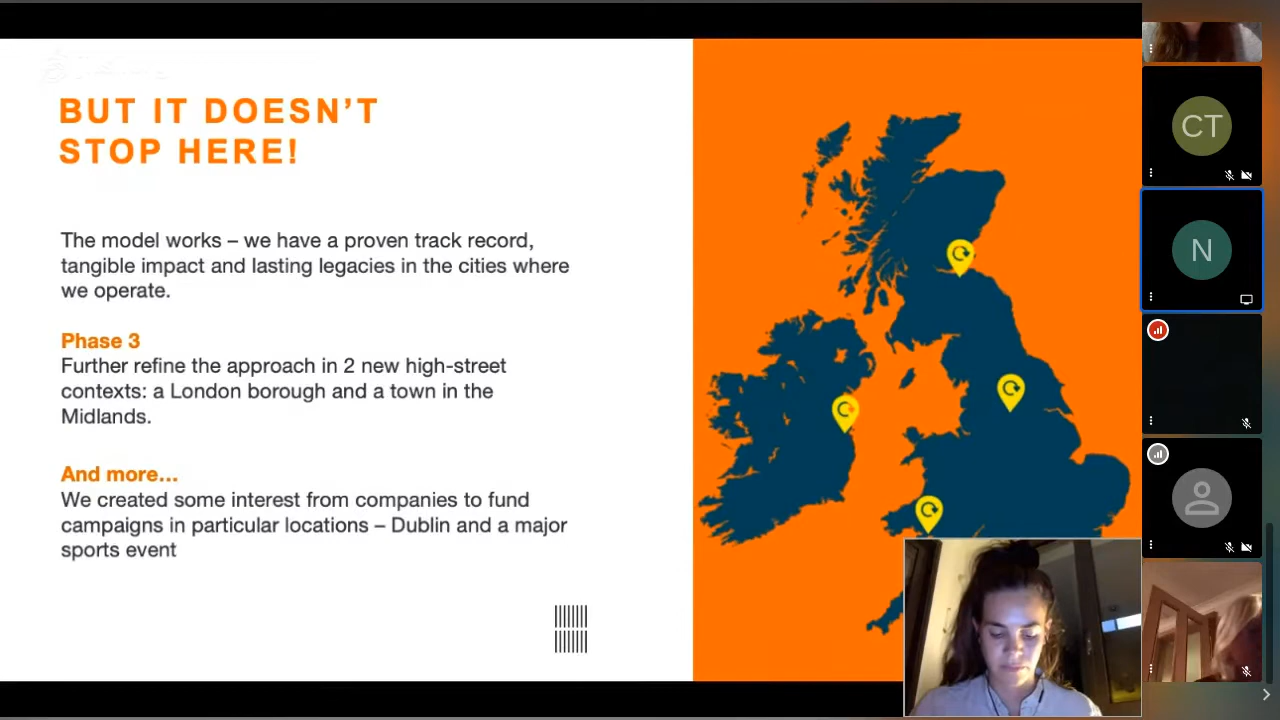 BUT IT DOESN'T
STOP HERE!
The model works – we have a proven track record,
tangible impact and lasting legacies in the cities where
we operate.
Phase 3
Further refine the approach in 2 new high-street
contexts: a London borough and a town in the
Midlands.
And more...
We created some interest from companies to fund
campaigns in particular locations – Dublin and a major
sports event
CT
N